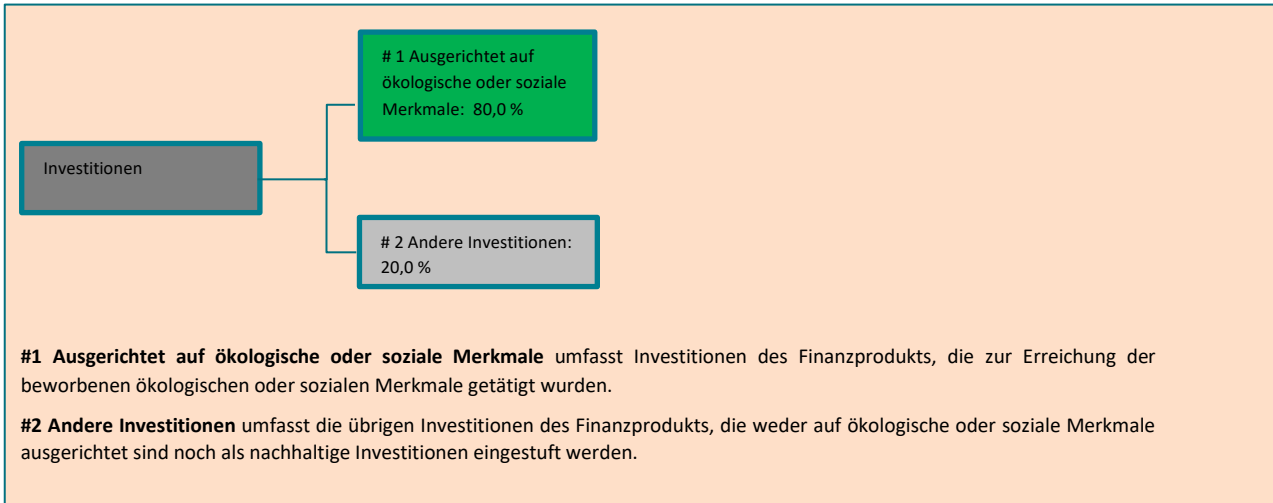 # 1 Ausgerichtet auf
ökologische oder soziale
Merkmale: 80,0 %
Investitionen
# 2 Andere Investitionen:
20,0 %
#1 Ausgerichtet auf ökologische oder soziale Merkmale umfasst Investitionen des Finanzprodukts, die zur Erreichung der
beworbenen ökologischen oder sozialen Merkmale getätigt wurden.
#2 Andere Investitionen umfasst die übrigen Investitionen des Finanzprodukts, die weder auf ökologische oder soziale Merkmale
ausgerichtet sind noch als nachhaltige Investitionen eingestuft werden.